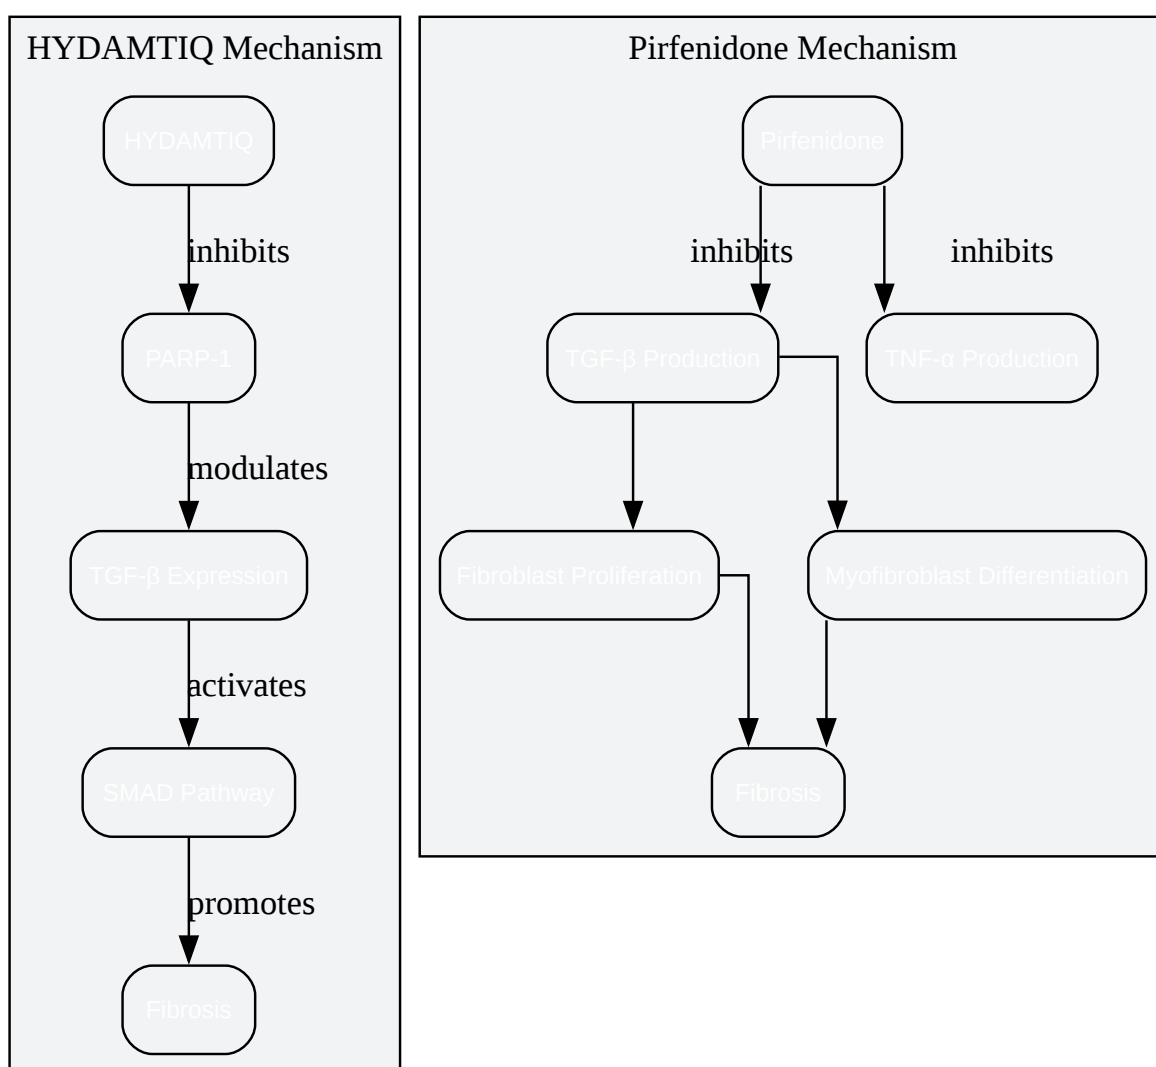 HYDAMTIQ Mechanism
HYDAMTIQ
inhibits
PARP-1
modulates
TGF-β Expression
activates
SMAD Pathway
promotes
Fibrosis
Pirfenidone Mechanism
Pirfenidone
inhibits
inhibits
TGF-β Production
TNF-α Production
Fibroblast Proliferation
Myofibroblast Differentiation
Fibrosis